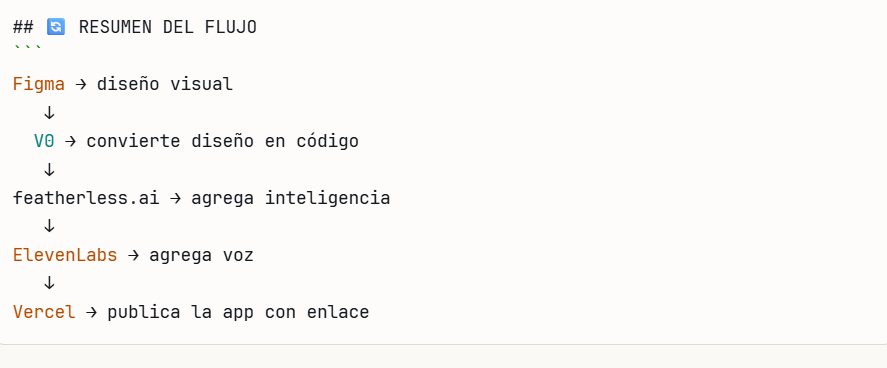 ## 🔄 RESUMEN DEL FLUJO
```
Figma → diseño visual
↓
V0 → convierte diseño en código
↓
featherless.ai → agrega inteligencia
↓
ElevenLabs → agrega voz
↓
Vercel → publica la app con enlace